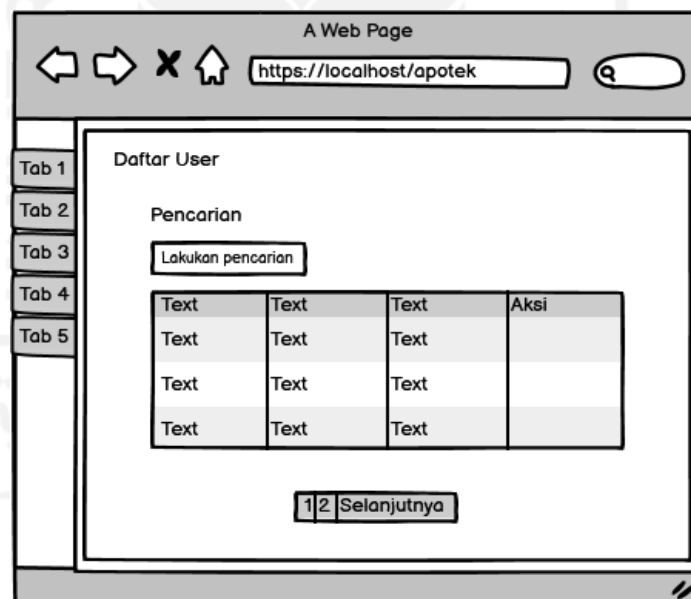 A Web Page
https://localhost/apotek
Tab 1
Tab 2
Tab 3
Tab 4
Tab 5
Daftar User
Pencarian
Lakukan pencarian
Text Text Text Aksi
Text Text Text
Text Text Text
Text Text Text
1 2 Selanjutnya